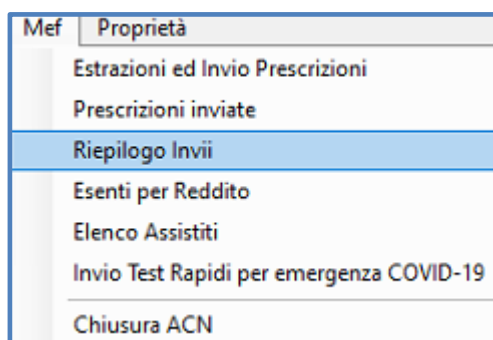 Mef Proprietà
Estrazioni ed Invio Prescrizioni
Prescrizioni inviate
Riepilogo Invii
Esenti per Reddito
Elenco Assistiti
Invio Test Rapidi per emergenza COVID-19
Chiusura ACN